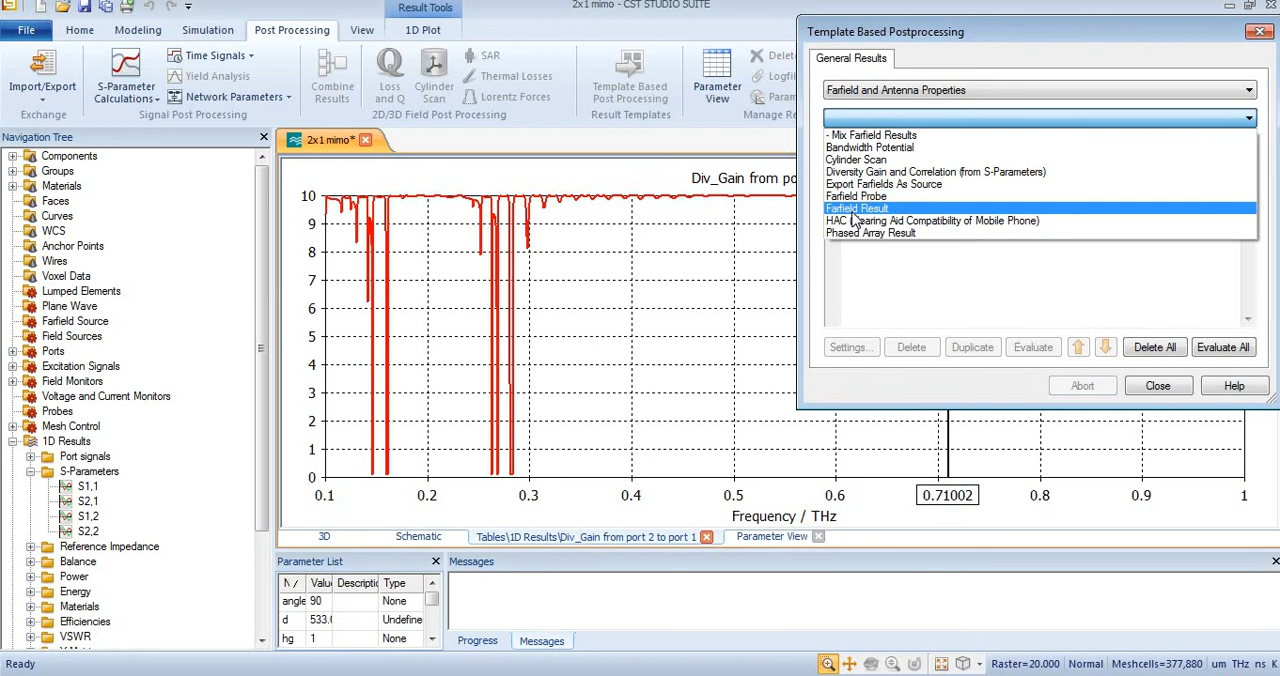 2x1 mimo - CST STUDIO SUITE
Result Tools
File
Home
Modeling
Simulation
Post Processing
View
1D Plot
Import/Export
Exchange
S-Parameter
Calculations
Time Signals
Yield Analysis
Network Parameters
Signal Post Processing
Combine
Results
Loss
and Q
Cylinder
Scan
SAR
Thermal Losses
Lorentz Forces
2D/3D Field Post Processing
Template Based
Post Processing
Result Templates
Parameter
View
Delete
Logfi
Param
Manage Re
Navigation Tree
Components
Groups
Materials
Faces
Curves
WCS
Anchor Points
Wires
Voxel Data
Lumped Elements
Plane Wave
Farfield Source
Field Sources
Ports
Excitation Signals
Field Monitors
Voltage and Current Monitors
Probes
Mesh Control
1D Results
Port signals
S-Parameters
S1,1
S2,1
S1,2
S2,2
Reference Impedance
Balance
Power
Energy
Materials
Efficiencies
VSWR
2x1 mimo*
Div_Gain from po
10
9
8
7
6
5
4
3
2
1
0
0.1
0.2
0.3
0.4
0.5
0.6
0.71002
0.8
0.9
1
Frequency / THz
3D
Schematic
Tables\1D Results\Div_Gain from port 2 to port 1
Parameter View
Parameter List
N
Valu
Descriptio
Type
angle
90
None
d
533.
Undefine
hg
1
None
Messages
Progress
Messages
Template Based Postprocessing
General Results
Farfield and Antenna Properties
- Mix Farfield Results
Bandwidth Potential
Cylinder Scan
Diversity Gain and Correlation (from S-Parameters)
Export Farfields As Source
Farfield Probe
Farfield Result
HAC (Hearing Aid Compatibility of Mobile Phone)
Phased Array Result
Settings...
Delete
Duplicate
Evaluate
Delete All
Evaluate All
Abort
Close
Help
Ready
Raster=20.000
Normal
Meshcells=377,880
um THz ns K